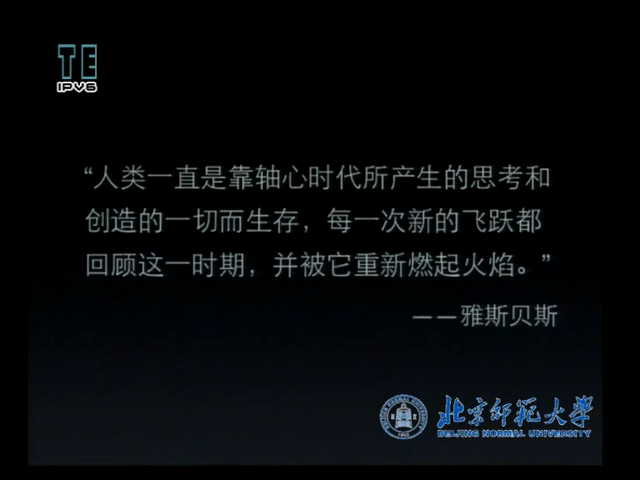 TE
IPV6
“人类一直是靠轴心时代所产生的思考和
创造的一切而生存，每一次新的飞跃都
回顾这一时期，并被它重新燃起火焰。”
——雅斯贝斯
北京师范大学
BEIJING NORMAL UNIVERSITY